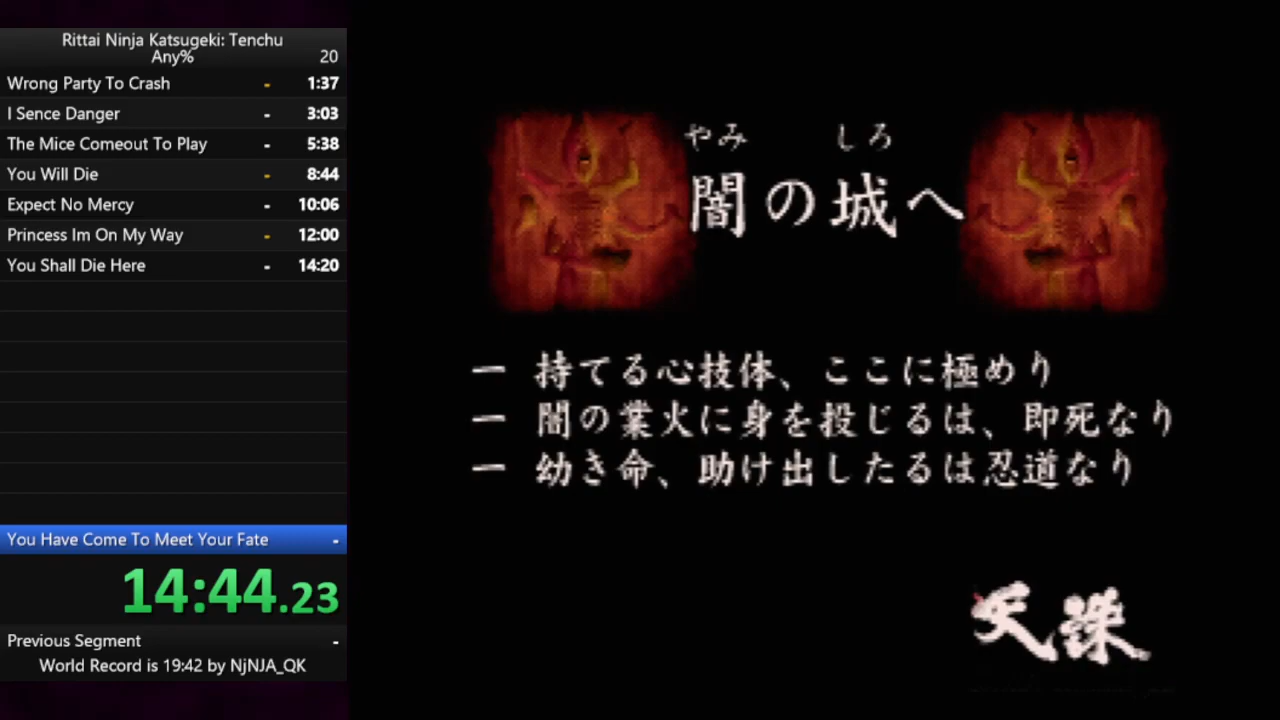 Rittai Ninja Katsugeki: Tenchu
Any%
20
Wrong Party To Crash - 1:37
I Sence Danger - 3:03
The Mice Comeout To Play - 5:38
You Will Die - 8:44
Expect No Mercy - 10:06
Princess Im On My Way - 12:00
You Shall Die Here - 14:20
You Have Come To Meet Your Fate -
14:44.23
Previous Segment -
World Record is 19:42 by NjNJA_QK
やみ しろ
闇の城へ
一 持てる心技体、ここに極めり
一 闇の業火に身を投じるは、即死なり
一 幼き命、助け出したるは忍道なり
天誅